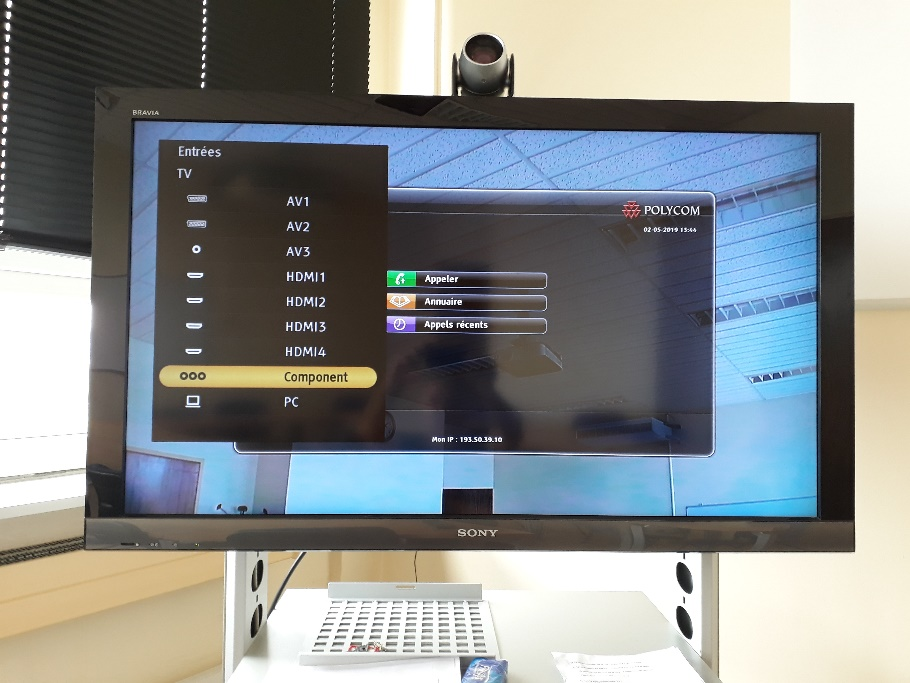 BRAVIA
Entrées
TV
AV1
AV2
AV3
HDMI1
HDMI2
HDMI3
HDMI4
Component
PC
POLYCOM
02-05-2019 13:44
Appeler
Annuaire
Appels récents
Mon IP : 193.50.39.10
SONY